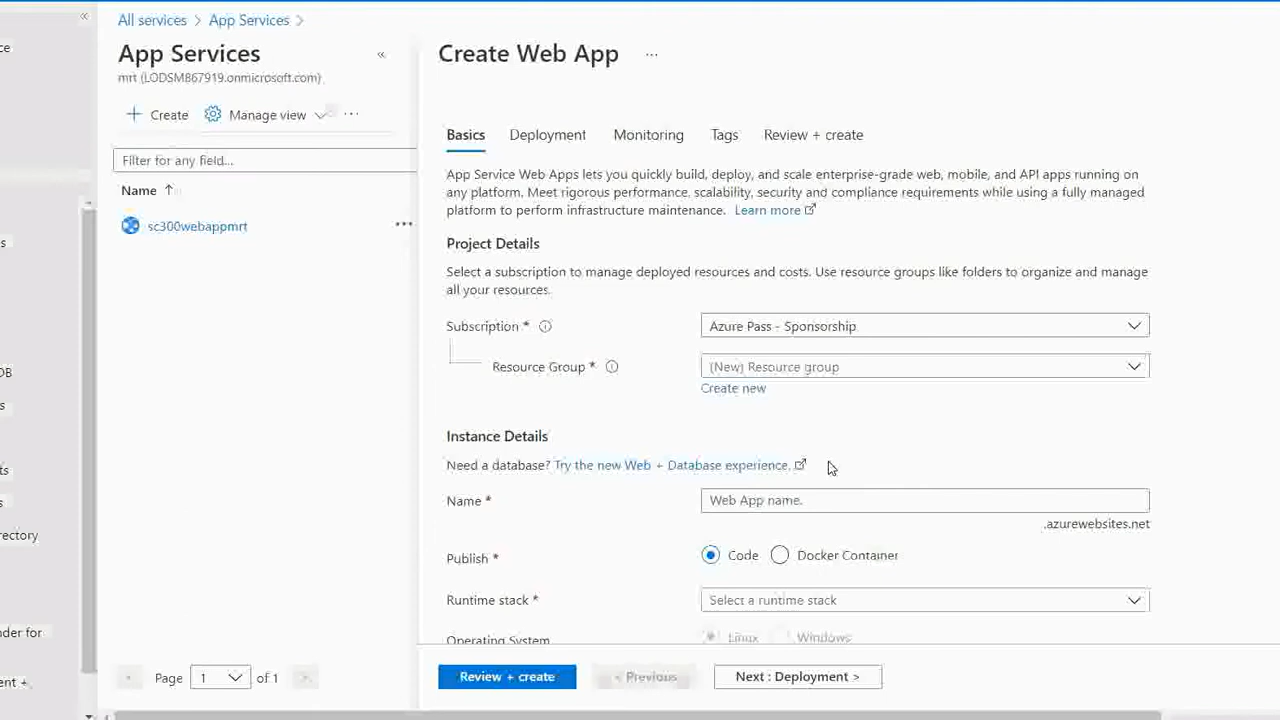 All services > App Services >
App Services
mrt (LODSM867919.onmicrosoft.com)
Create
Manage view
Filter for any field...
Name ↑
sc300webappmrt
Page 1 of 1
Create Web App
Basics
Deployment
Monitoring
Tags
Review + create
App Service Web Apps lets you quickly build, deploy, and scale enterprise-grade web, mobile, and API apps running on
any platform. Meet rigorous performance, scalability, security and compliance requirements while using a fully managed
platform to perform infrastructure maintenance. Learn more
Project Details
Select a subscription to manage deployed resources and costs. Use resource groups like folders to organize and manage
all your resources.
Subscription *
Azure Pass - Sponsorship
Resource Group *
(New) Resource group
Create new
Instance Details
Need a database? Try the new Web + Database experience.
Name *
Web App name.
.azurewebsites.net
Publish *
Code
Docker Container
Runtime stack *
Select a runtime stack
Operating System
Linux
Windows
Review + create
< Previous
Next : Deployment >